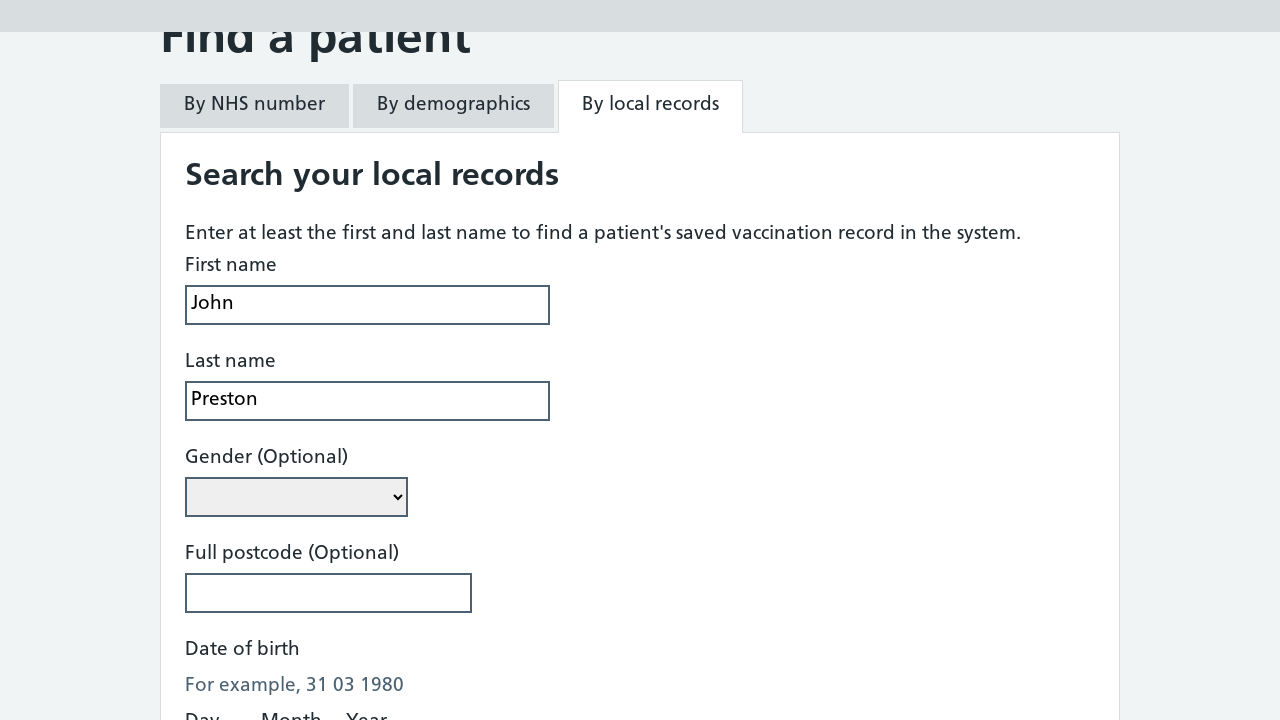 Find a patient
By NHS number
By demographics
By local records
Search your local records
Enter at least the first and last name to find a patient's saved vaccination record in the system.
First name
John
Last name
Preston
Gender (Optional)
Full postcode (Optional)
Date of birth
For example, 31 03 1980
Day Month Year